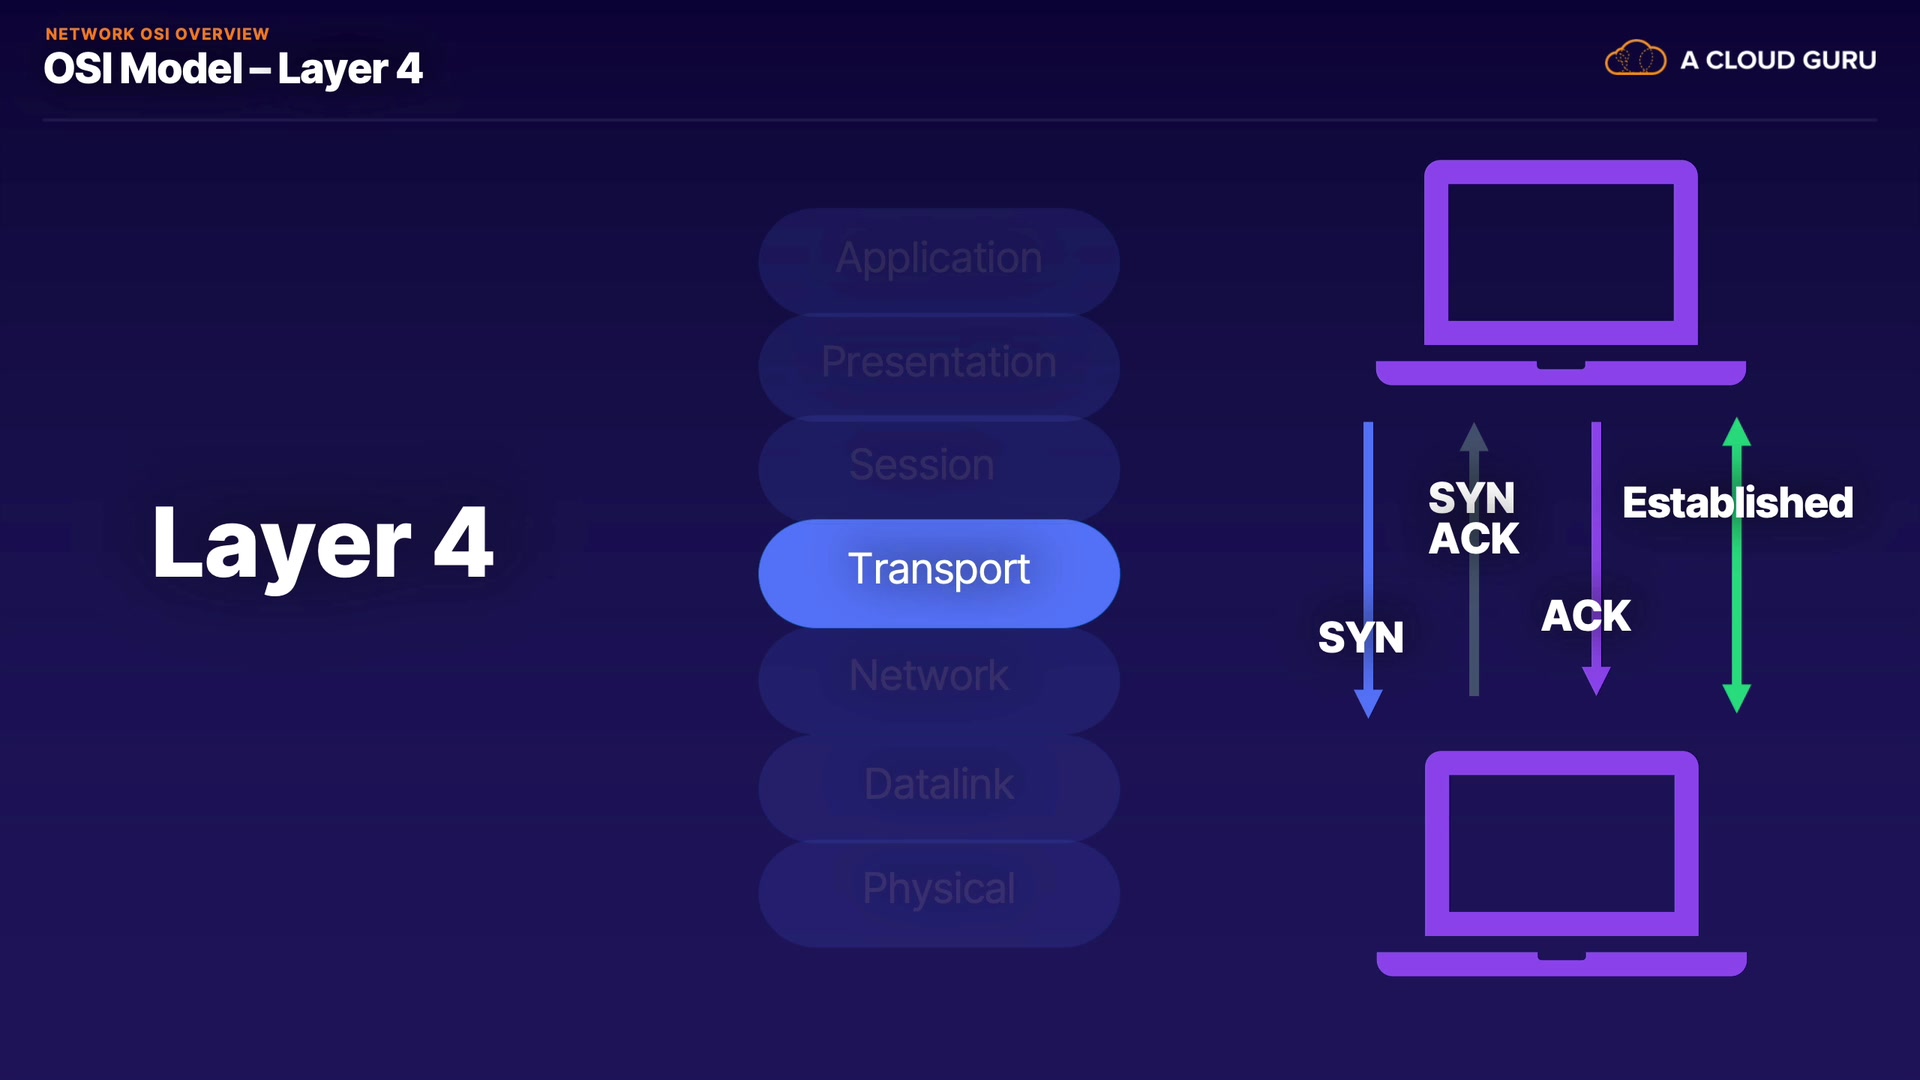 NETWORK OSI OVERVIEW
OSI Model – Layer 4
A CLOUD GURU
Layer 4
Application
Presentation
Session
Transport
Network
Datalink
Physical
SYN
SYN
ACK
ACK
Established